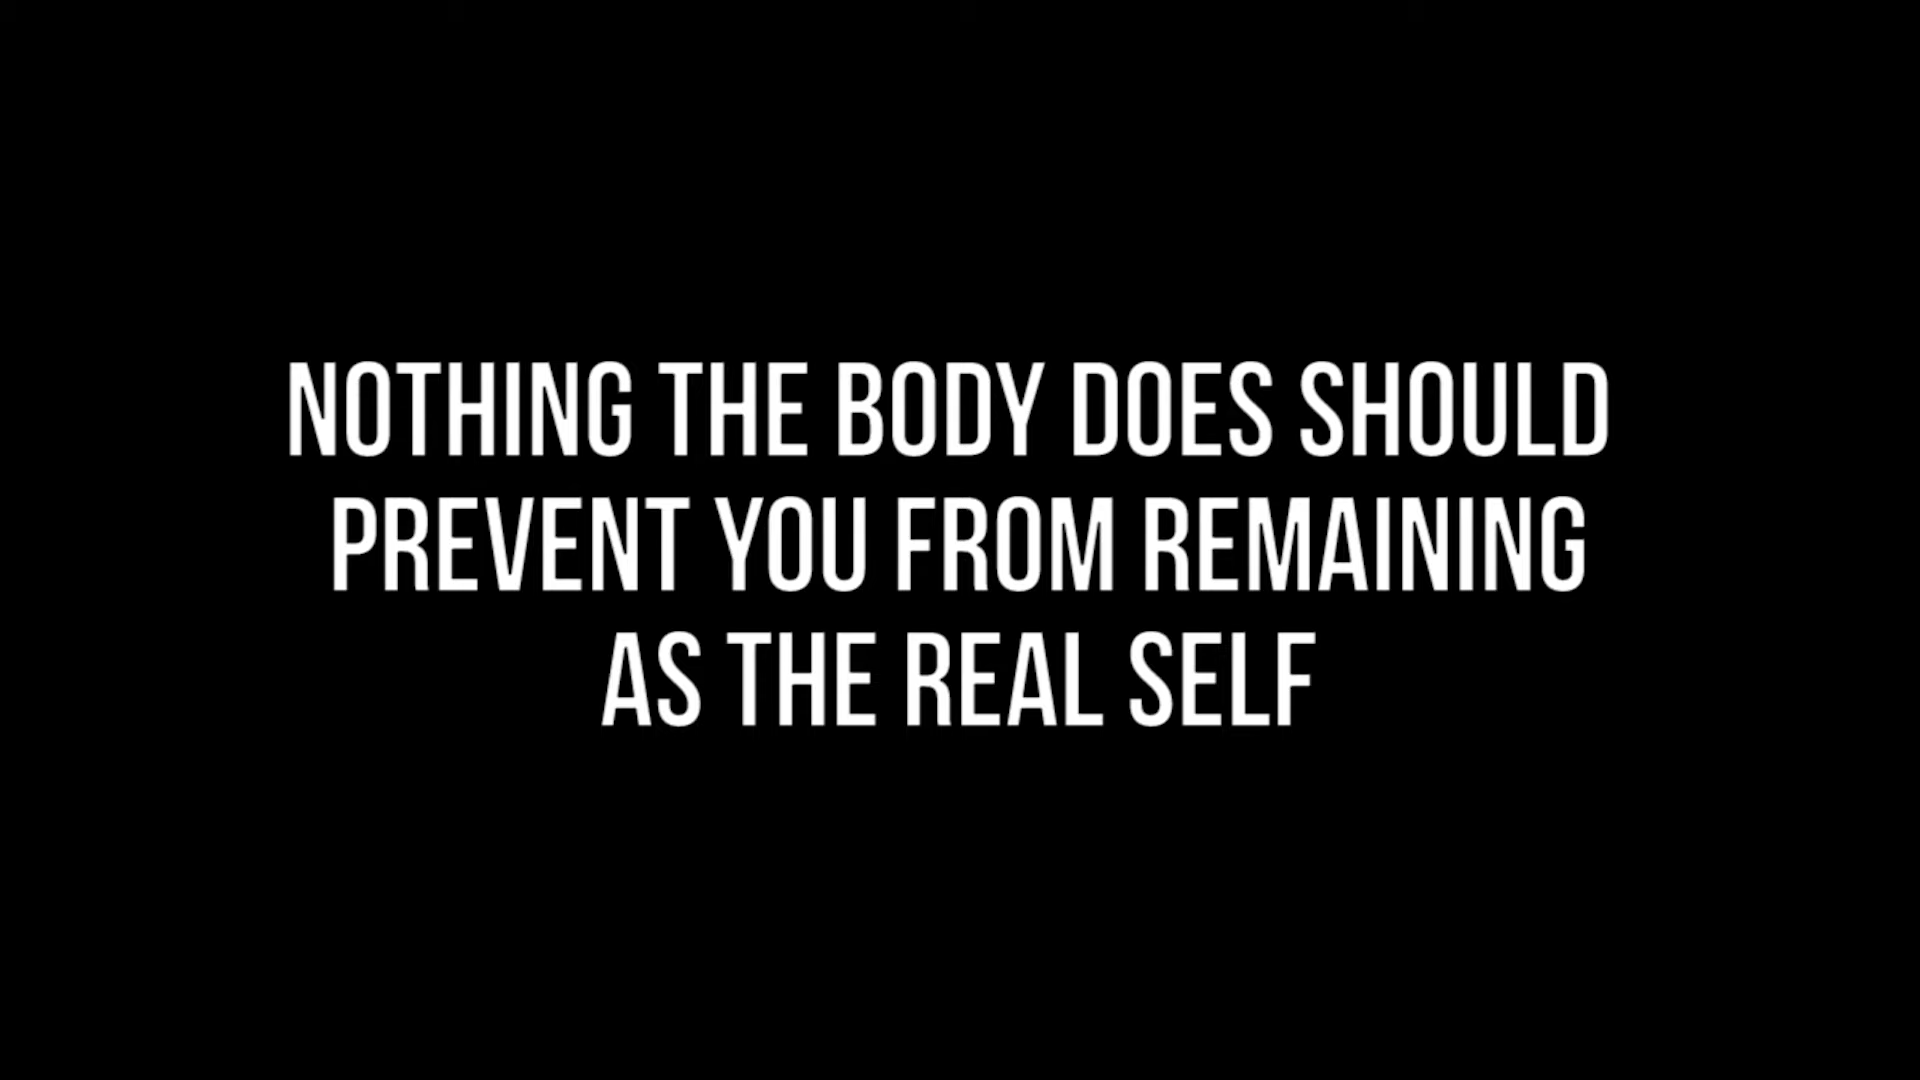 NOTHING THE BODY DOES SHOULD
PREVENT YOU FROM REMAINING
AS THE REAL SELF